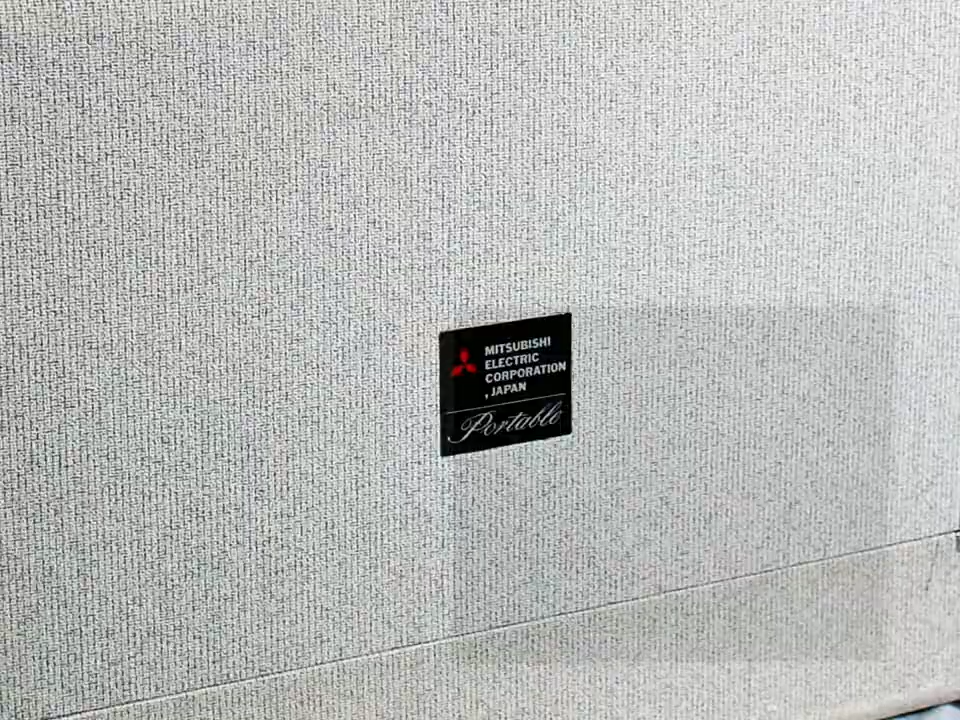 MITSUBISHI
ELECTRIC
CORPORATION
, JAPAN
Portable